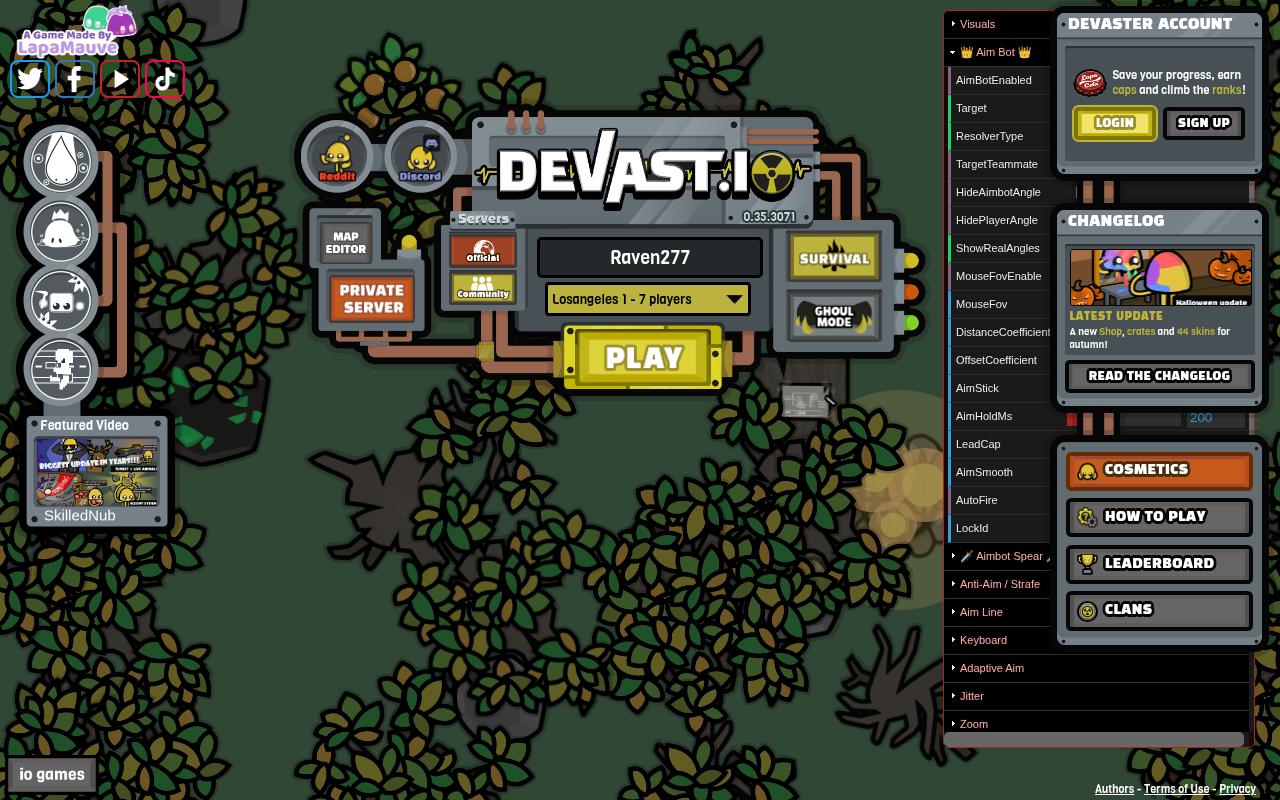 A Game Made By
LapaMauve
Featured Video
BIGGEST UPDATE IN YEARS!!!
SkilledNub
io games
Reddit
Discord
DEVAST.IO
0.35.3071
MAP
EDITOR
PRIVATE
SERVER
Servers
Official
Community
Raven277
Losangeles 1 - 7 players
PLAY
SURVIVAL
GHOUL
MODE
Visuals
👑 Aim Bot 👑
AimBotEnabled
Target
ResolverType
TargetTeammate
HideAimbotAngle
HidePlayerAngle
ShowRealAngles
MouseFovEnable
MouseFov
DistanceCoefficient
OffsetCoefficient
AimStick
AimHoldMs
200
LeadCap
AimSmooth
AutoFire
LockId
Aimbot Spear
Anti-Aim / Strafe
Aim Line
Keyboard
Adaptive Aim
Jitter
Zoom
DEVASTER ACCOUNT
Save your progress, earn
caps and climb the ranks!
LOGIN
SIGN UP
CHANGELOG
Halloween update
LATEST UPDATE
A new Shop, crates and 44 skins for
autumn!
READ THE CHANGELOG
COSMETICS
HOW TO PLAY
LEADERBOARD
CLANS
Authors - Terms of Use - Privacy